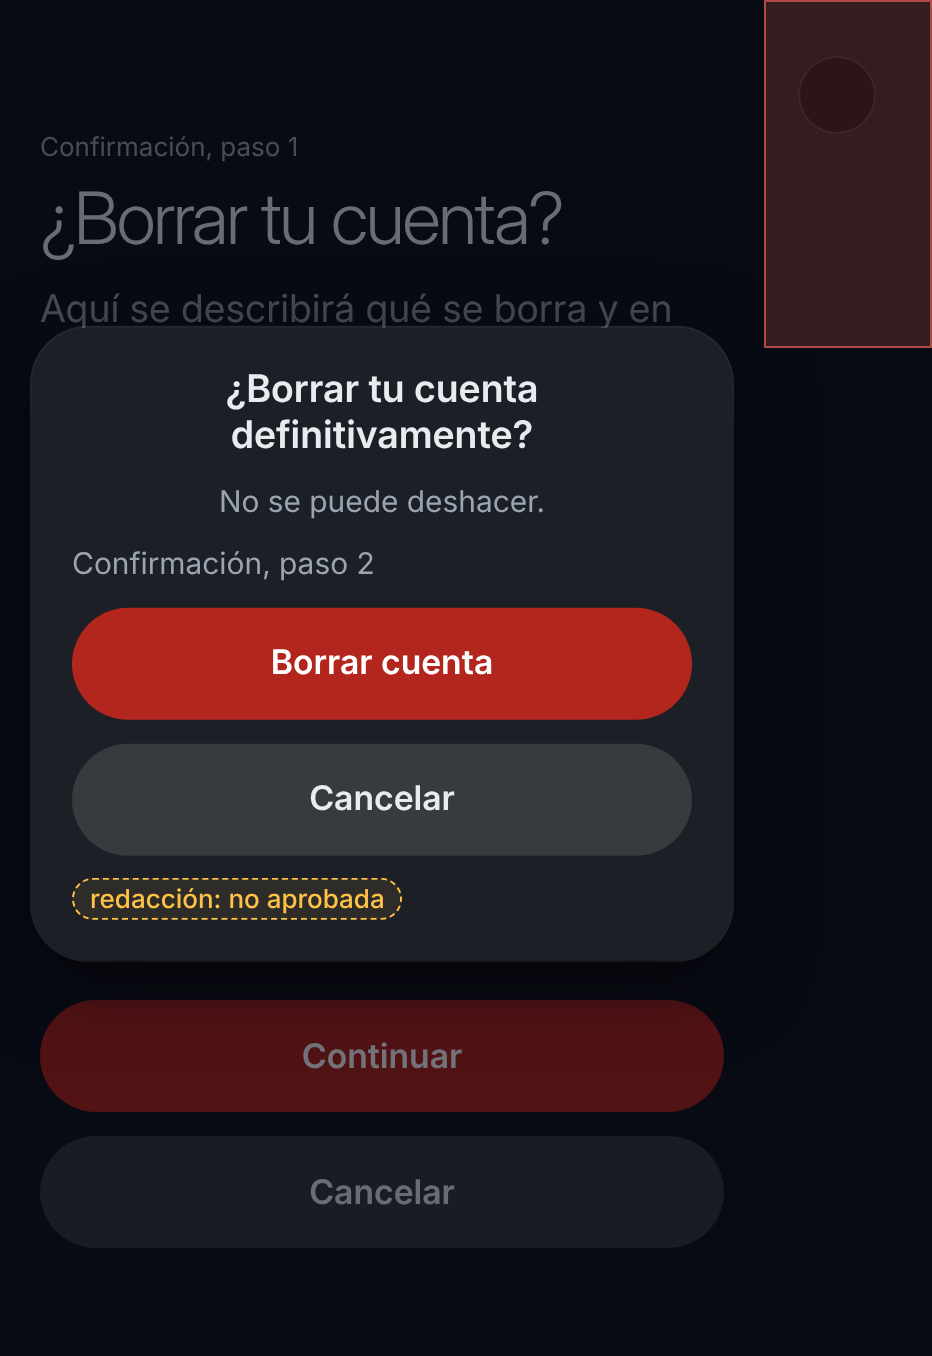 Confirmación, paso 1
¿Borrar tu cuenta?
Aquí se describirá qué se borra y en
¿Borrar tu cuenta
definitivamente?
No se puede deshacer.
Confirmación, paso 2
Borrar cuenta
Cancelar
redacción: no aprobada
Continuar
Cancelar